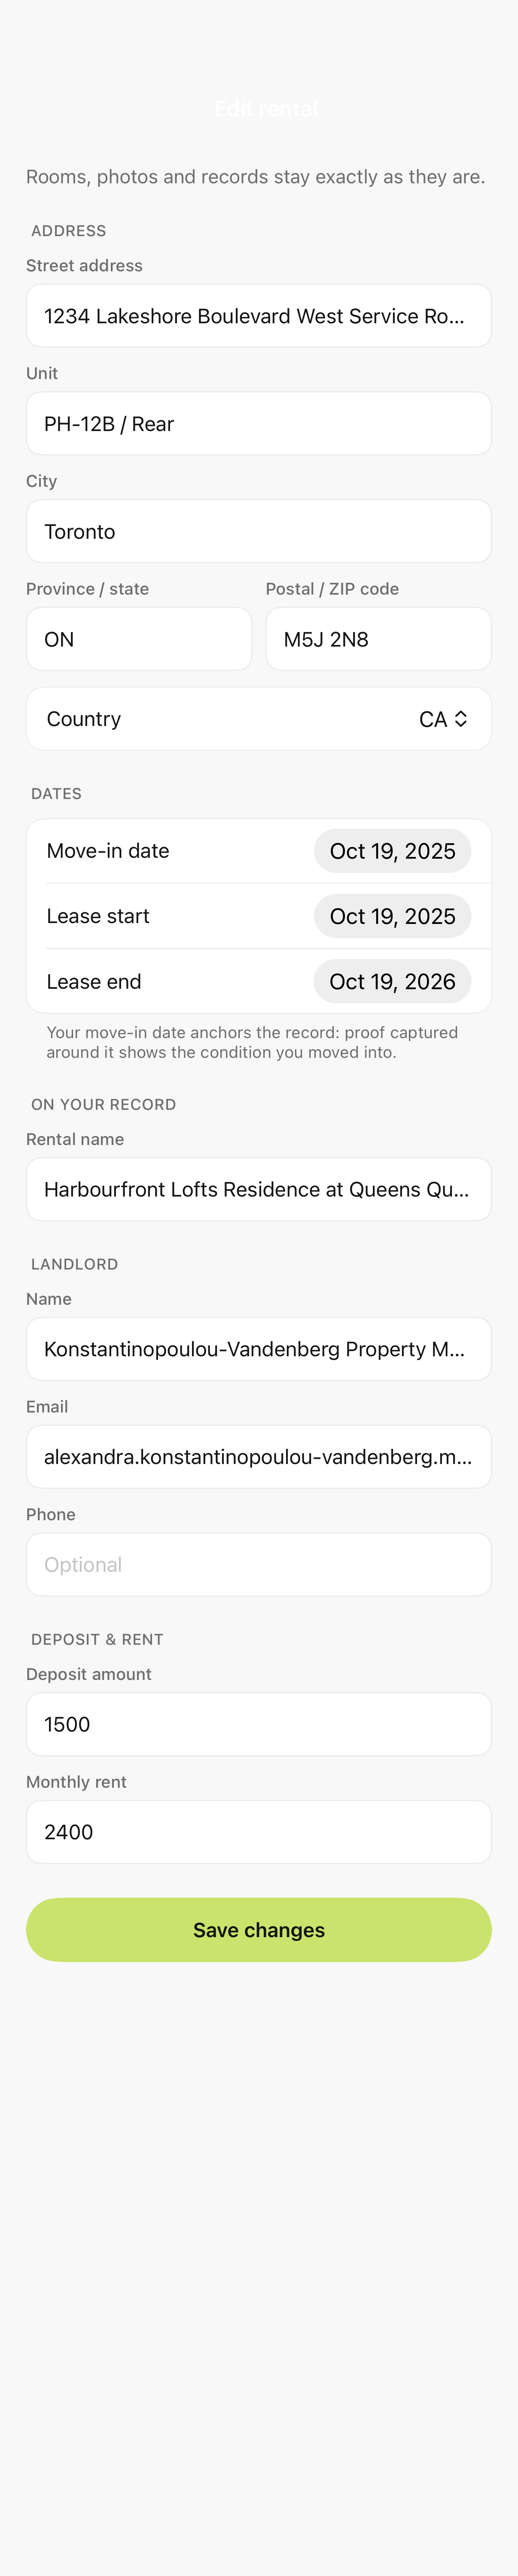 Edit rental
Rooms, photos and records stay exactly as they are.
ADDRESS
Street address
1234 Lakeshore Boulevard West Service Ro...
Unit
PH-12B / Rear
City
Toronto
Province / state
Postal / ZIP code
ON
M5J 2N8
Country
CA
DATES
Move-in date
Oct 19, 2025
Lease start
Oct 19, 2025
Lease end
Oct 19, 2026
Your move-in date anchors the record: proof captured
around it shows the condition you moved into.
ON YOUR RECORD
Rental name
Harbourfront Lofts Residence at Queens Qu...
LANDLORD
Name
Konstantinopoulou-Vandenberg Property M...
Email
alexandra.konstantinopoulou-vandenberg.m...
Phone
Optional
DEPOSIT & RENT
Deposit amount
1500
Monthly rent
2400
Save changes